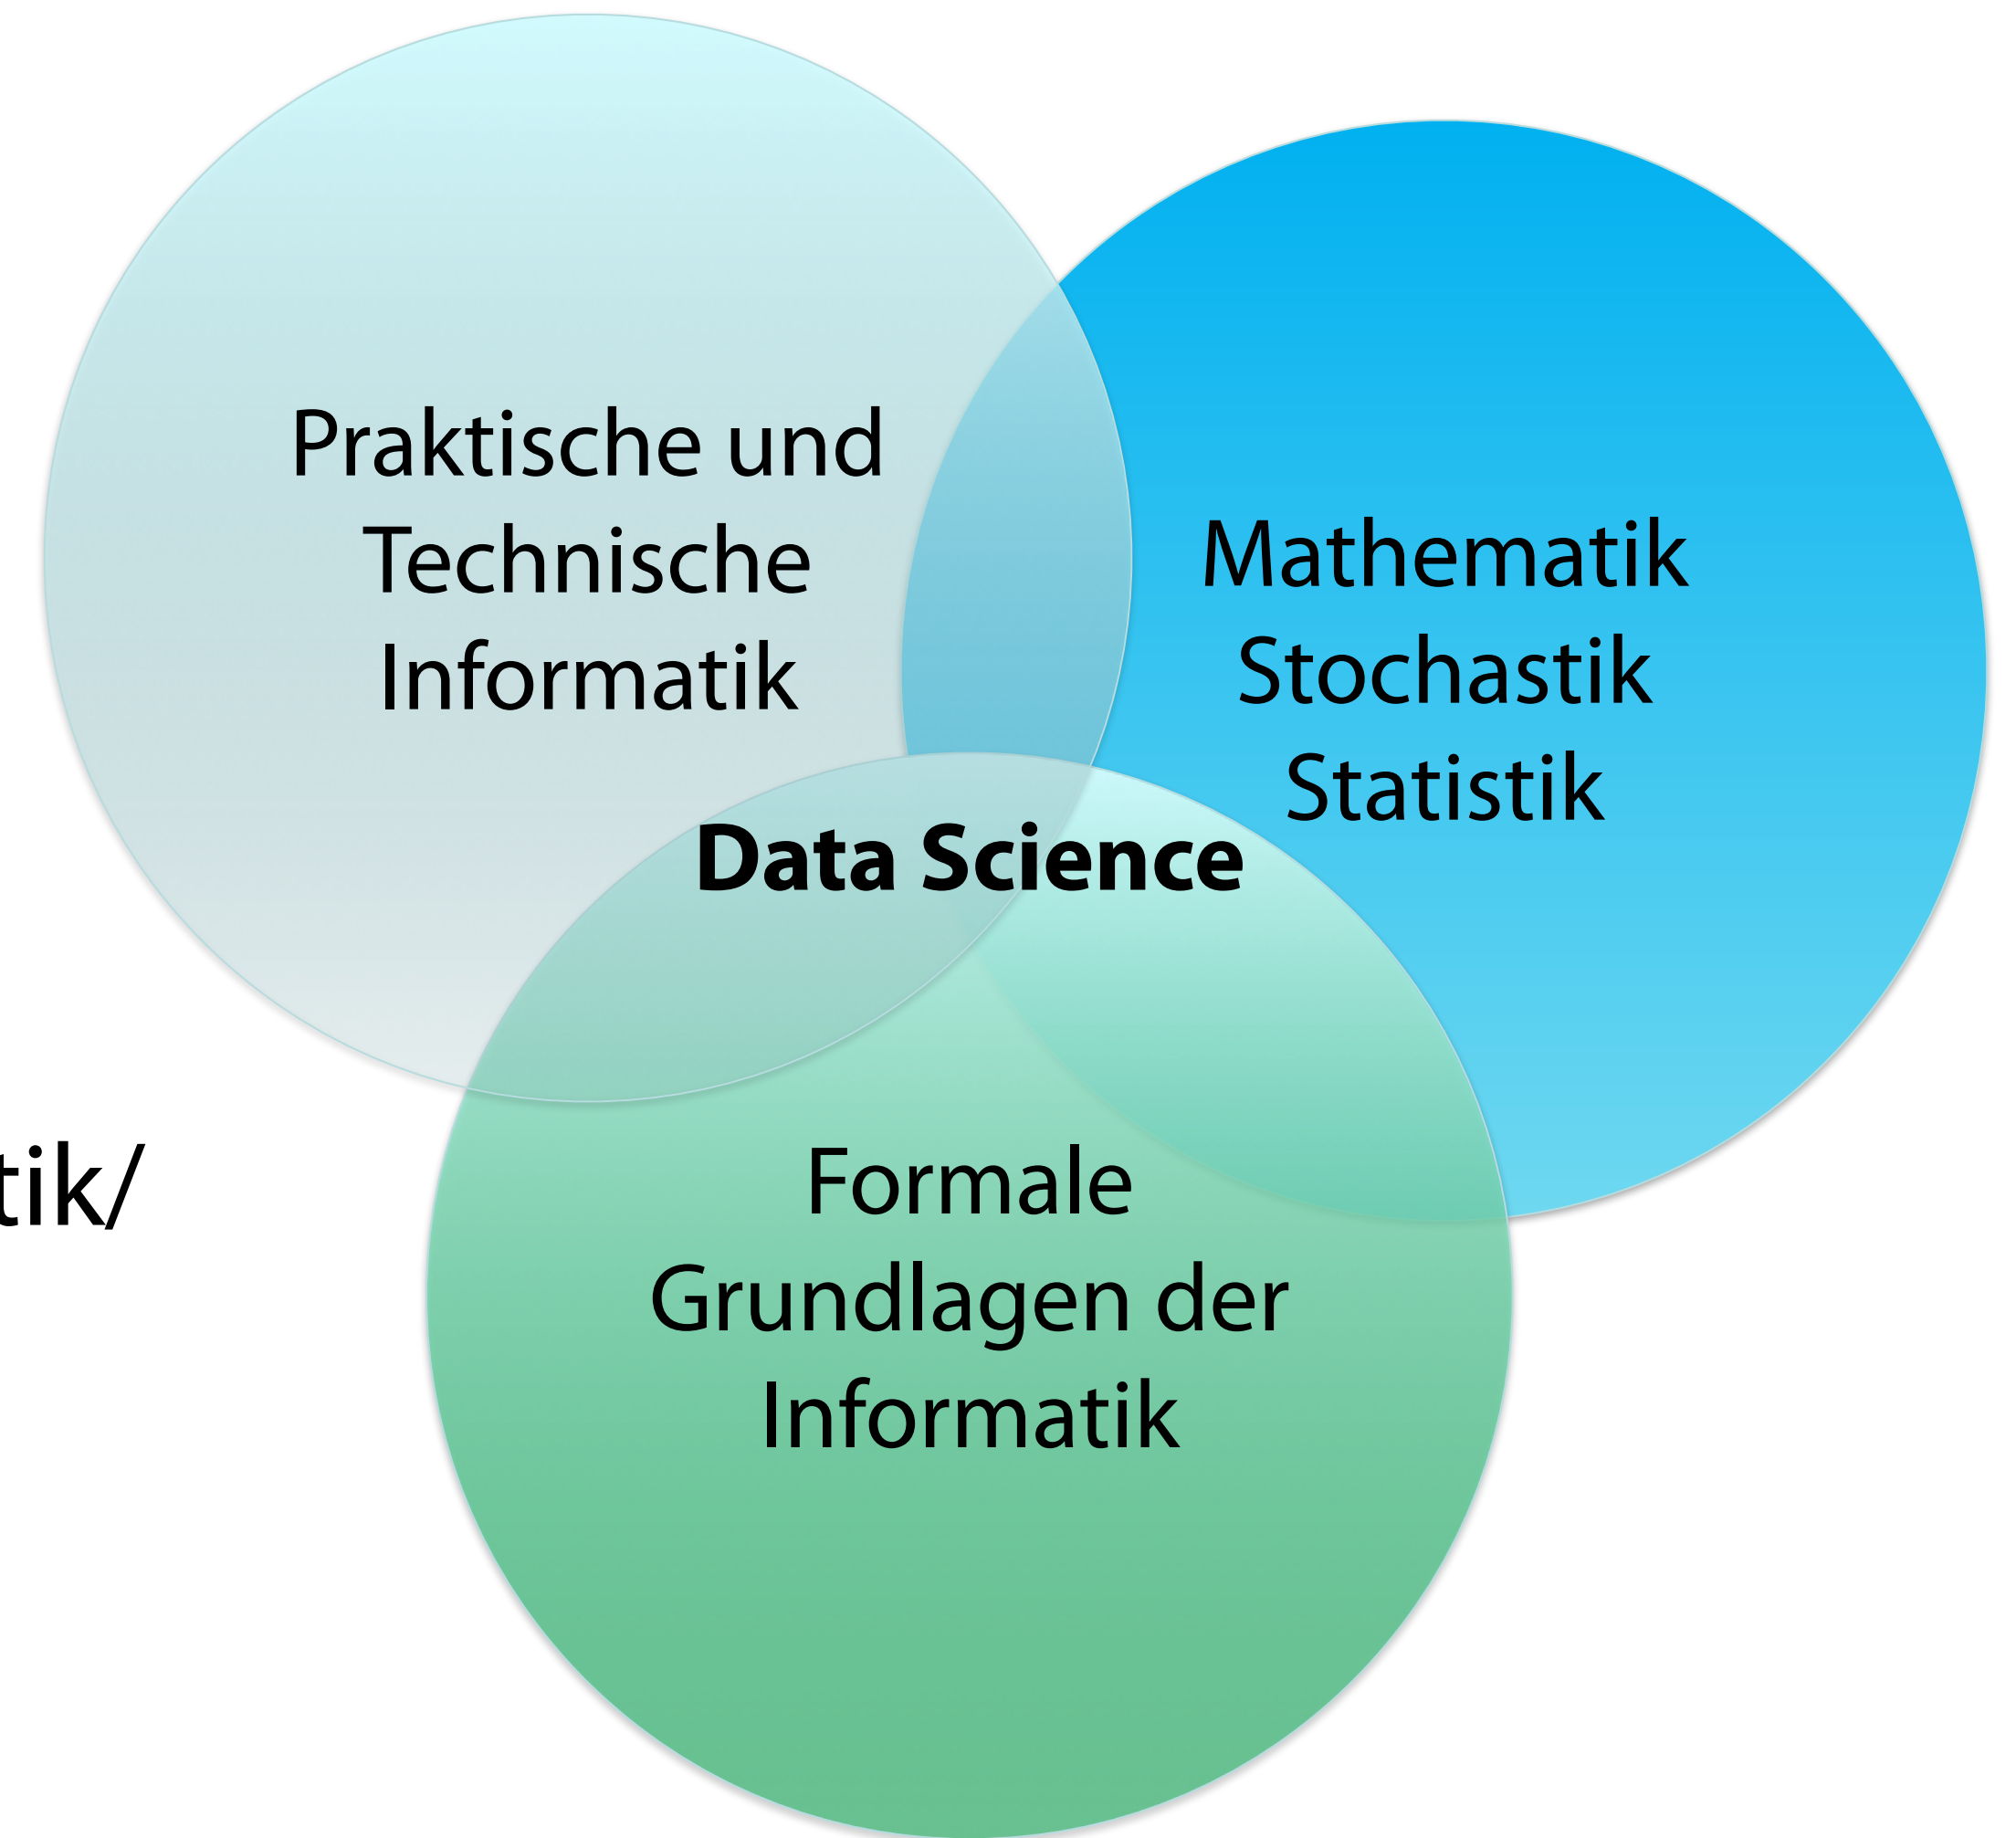 Praktische und
Technische
Informatik
Mathematik
Stochastik
Statistik
Data Science
tik/
Formale
Grundlagen der
Informatik